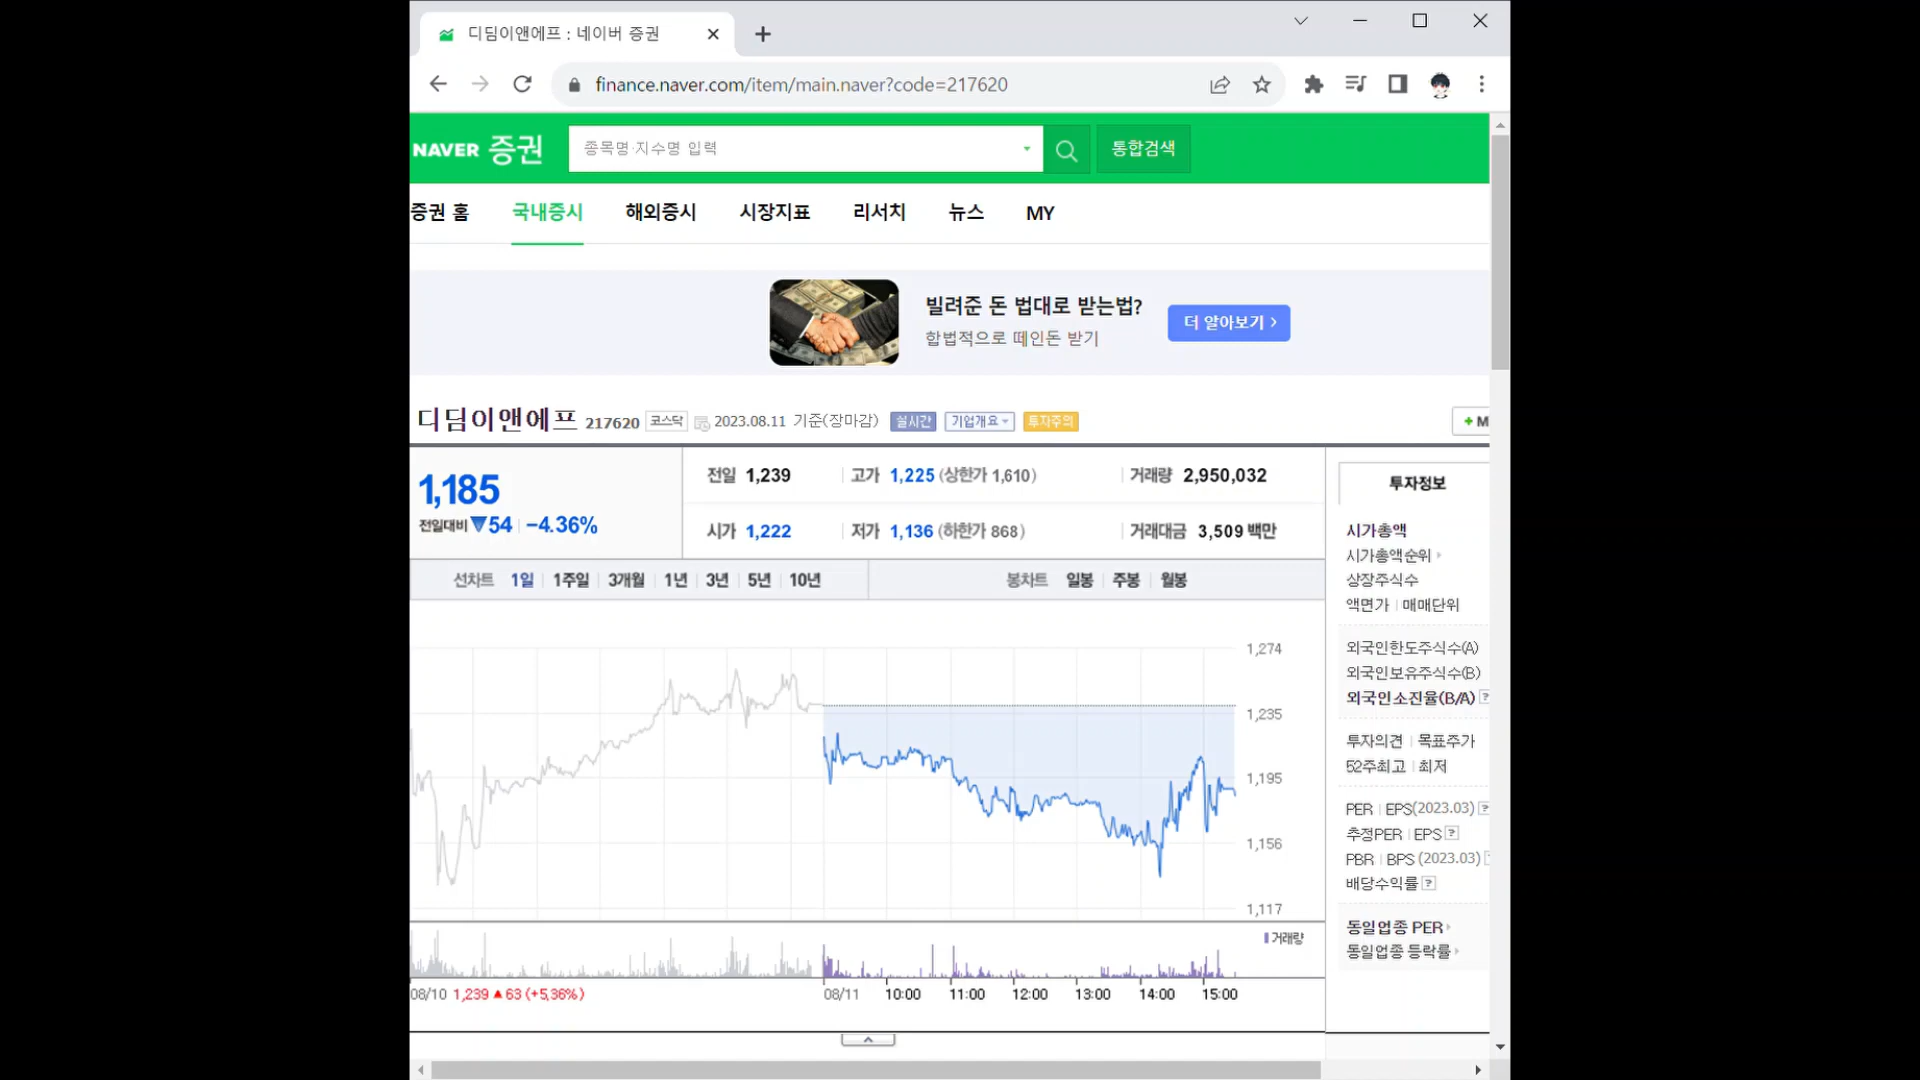 디딤이앤에프 : 네이버 증권
finance.naver.com/item/main.naver?code=217620
NAVER 증권 종목명·지수명 입력 통합검색
증권 홈 국내증시 해외증시 시장지표 리서치 뉴스 MY
빌려준 돈 법대로 받는법?
합법적으로 떼인돈 받기
더 알아보기 >
디딤이앤에프 217620 코스닥 2023.08.11 기준(장마감) 실시간 기업개요 투자주의 + M
1,185
전일대비 ▼54 -4.36%
전일 1,239 고가 1,225 (상한가 1,610) 거래량 2,950,032
시가 1,222 저가 1,136 (하한가 868) 거래대금 3,509 백만
선차트 1일 1주일 3개월 1년 3년 5년 10년 봉차트 일봉 주봉 월봉
1,274
1,235
1,195
1,156
1,117
거래량
08/10 1,239 ▲ 63 (+5.36%) 08/11 10:00 11:00 12:00 13:00 14:00 15:00
투자정보
시가총액
시가총액순위
상장주식수
액면가 | 매매단위
외국인한도주식수(A)
외국인보유주식수(B)
외국인소진율(B/A) ?
투자의견 | 목표주가
52주최고 | 최저
PER | EPS(2023.03) ?
추정PER | EPS ?
PBR | BPS (2023.03)
배당수익률 ?
동일업종 PER
동일업종 등락률